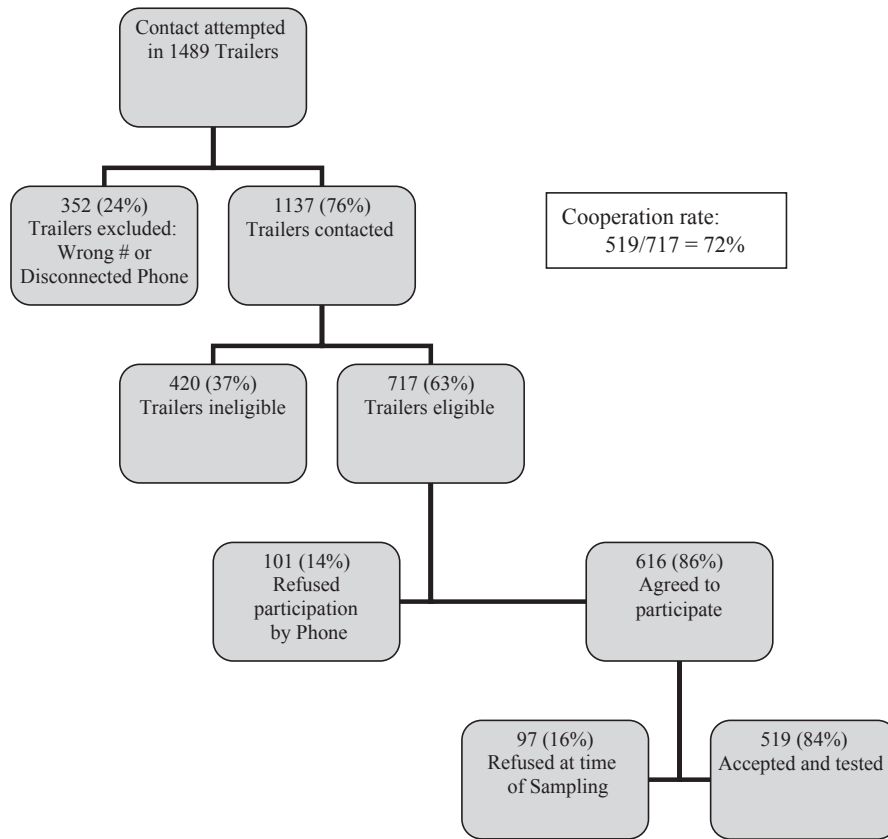 Contact attempted
in 1489 Trailers
352 (24%)
Trailers excluded:
Wrong # or
Disconnected Phone
1137 (76%)
Trailers contacted
Cooperation rate:
519/717 = 72%
420 (37%)
Trailers ineligible
717 (63%)
Trailers eligible
101 (14%)
Refused
participation
by Phone
616 (86%)
Agreed to
participate
97 (16%)
Refused at time
of Sampling
519 (84%)
Accepted and tested